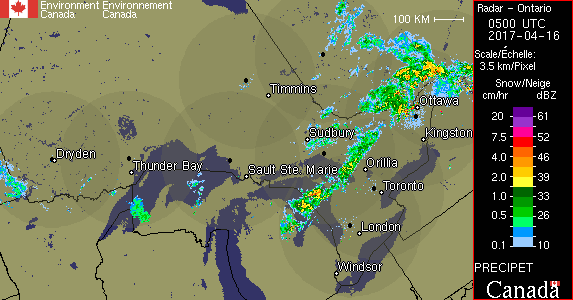 Environment Environnement
Canada Canada
100 KM
Timmins
Ottawa
Sudbury
Kingston
Dryden
Thunder Bay
Sault Ste. Marie
Orillia
Toronto
London
Windsor
Radar - Ontario
0500 UTC
2017-04-16
Scale/Échelle:
3.5 km/Pixel
Snow/Neige
cm/hr dBZ
20 61
7.5 52
4.0 46
2.0 39
1.0 33
0.5 26
0.1 10
PRECIPET
Canada